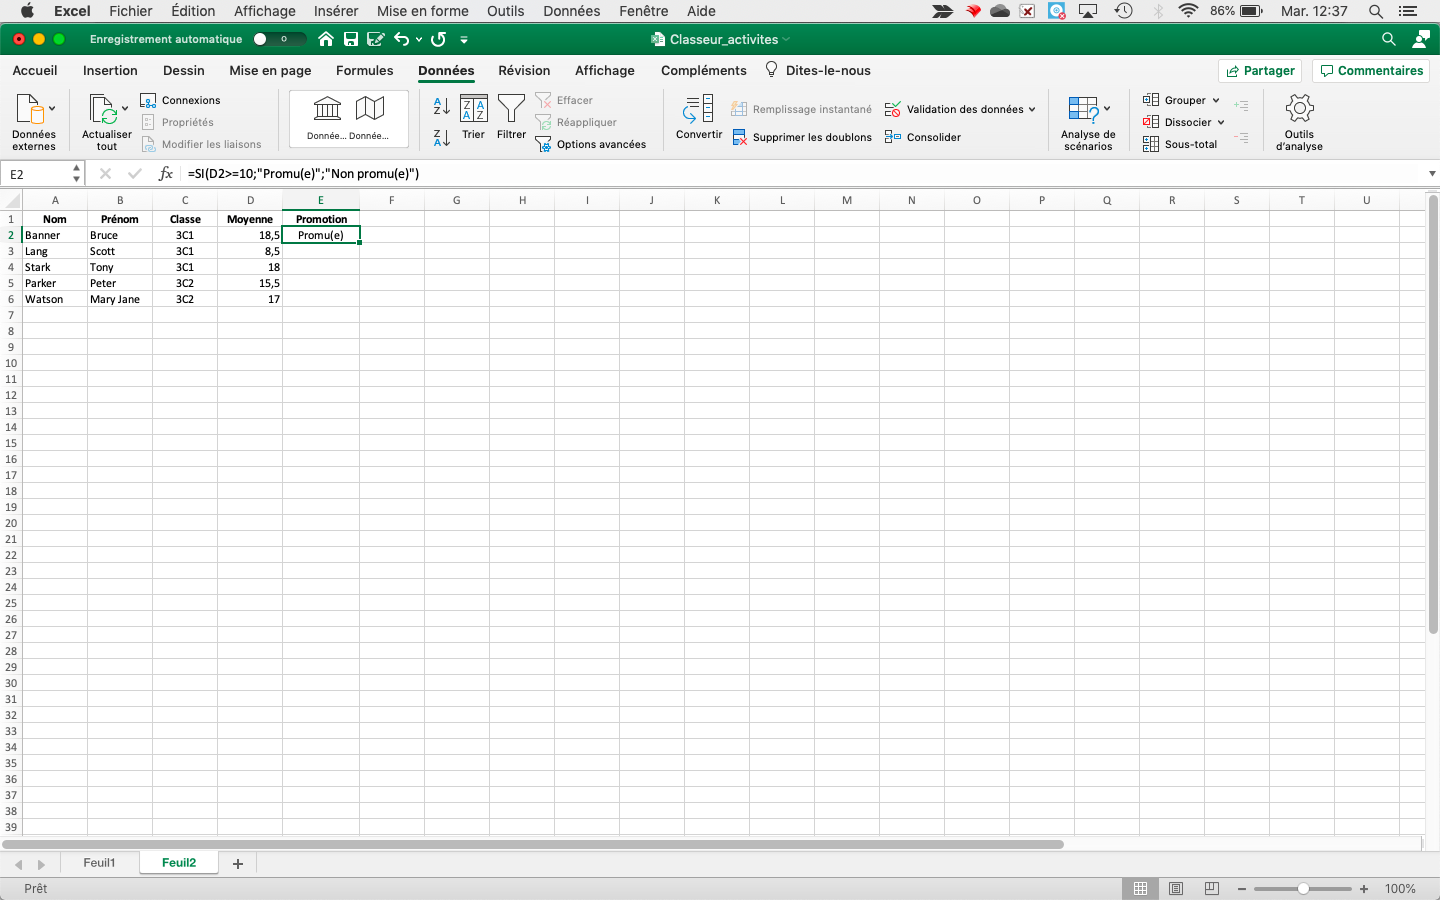 Excel Fichier Édition Affichage Insérer Mise en forme Outils Données Fenêtre Aide 86% Mar. 12:37
Enregistrement automatique Classeur_activites
Accueil Insertion Dessin Mise en page Formules Données Révision Affichage Compléments Dites-le-nous Partager Commentaires
Données externes
Actualiser tout
Connexions
Propriétés
Modifier les liaisons
Donnée... Donnée...
A Z
Z A
Trier
Filtrer
Effacer
Réappliquer
Options avancées
Convertir
Remplissage instantané
Supprimer les doublons
Validation des données
Consolider
Analyse de scénarios
Grouper
Dissocier
Sous-total
Outils d'analyse
E2 fx =SI(D2>=10;"Promu(e)";"Non promu(e)")
A B C D E F G H I J K L M N O P Q R S T U
1 Nom Prénom Classe Moyenne Promotion
2 Banner Bruce 3C1 18,5 Promu(e)
3 Lang Scott 3C1 8,5
4 Stark Tony 3C1 18
5 Parker Peter 3C2 15,5
6 Watson Mary Jane 3C2 17
7
8
9
10
11
12
13
14
15
16
17
18
19
20
21
22
23
24
25
26
27
28
29
30
31
32
33
34
35
36
37
38
39
Feuil1 Feuil2
Prêt 100%